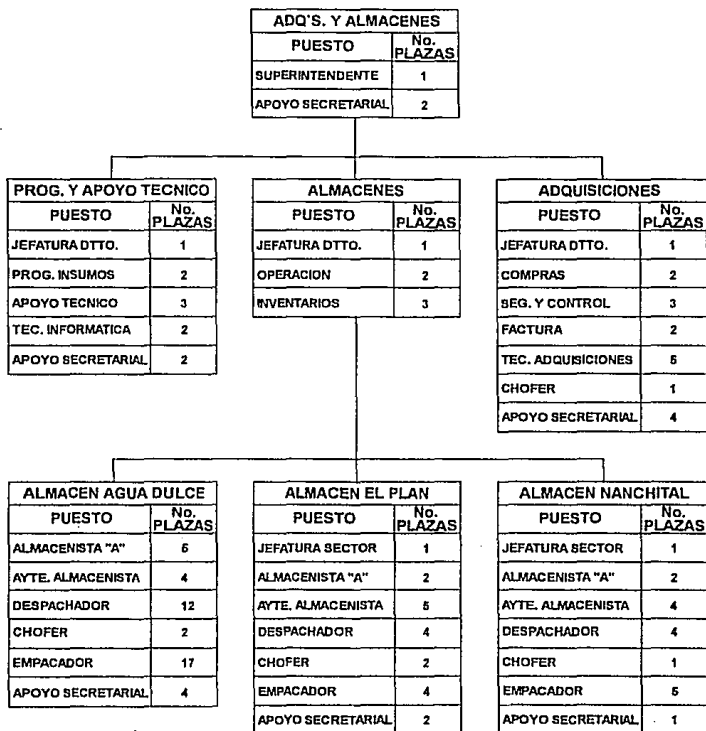 ADQ'S. Y ALMACENES
PUESTO No. PLAZAS
SUPERINTENDENTE 1
APOYO SECRETARIAL 2
PROG. Y APOYO TECNICO
PUESTO No. PLAZAS
JEFATURA DTTO. 1
PROG. INSUMOS 2
APOYO TECNICO 3
TEC. INFORMATICA 2
APOYO SECRETARIAL 2
ALMACENES
PUESTO No. PLAZAS
JEFATURA DTTO. 1
OPERACION 2
INVENTARIOS 3
ADQUISICIONES
PUESTO No. PLAZAS
JEFATURA DTTO. 1
COMPRAS 2
SEG. Y CONTROL 3
FACTURA 2
TEC. ADQUISICIONES 5
CHOFER 1
APOYO SECRETARIAL 4
ALMACEN AGUA DULCE
PUESTO No. PLAZAS
ALMACENISTA "A"
AYTE. ALMACENISTA 4
DESPACHADOR 12
CHOFER 2
EMPACADOR 17
APOYO SECRETARIAL 4
ALMACEN EL PLAN
PUESTO No. PLAZAS
JEFATURA SECTOR 1
ALMACENISTA "A" 2
AYTE. ALMACENISTA 5
DESPACHADOR 4
CHOFER 2
EMPACADOR 4
APOYO SECRETARIAL 2
ALMACEN NANCHITAL
PUESTO No. PLAZAS
JEFATURA SECTOR 1
ALMACENISTA "A" 2
AYTE. ALMACENISTA 4
DESPACHADOR 4
CHOFER 1
EMPACADOR 5
APOYO SECRETARIAL 1